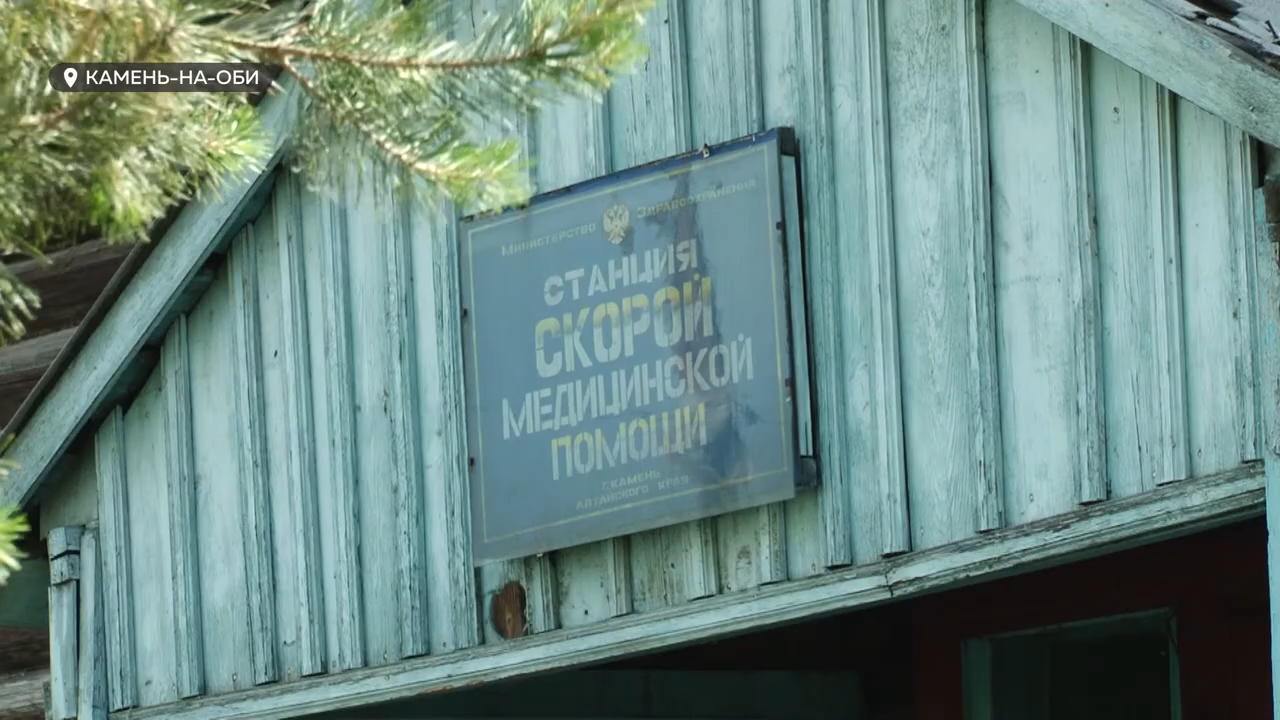 КАМЕНЬ-НА-ОБИ
Министерство Здравоохранения
СТАНЦИЯ
СКОРОЙ
МЕДИЦИНСКОЙ
ПОМОЩИ
Г.КАМЕНЬ
АЛТАЙСКОГО КРАЯ